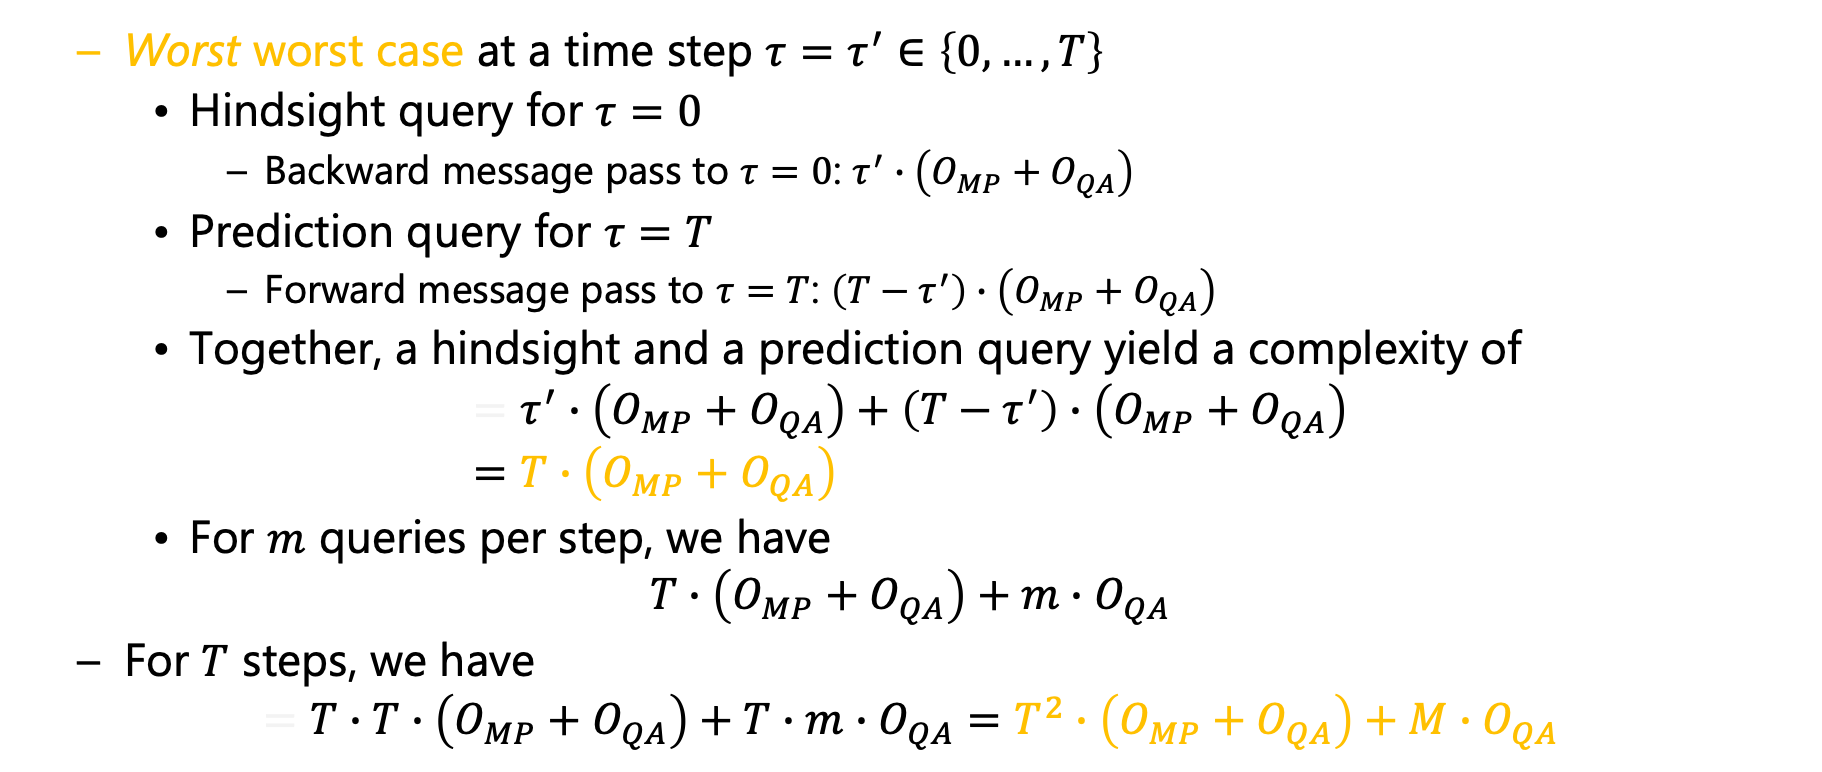 – Worst worst case at a time step τ = τ′ ∈ {0, … , T}
• Hindsight query for τ = 0
– Backward message pass to τ = 0: τ′ · (O_MP + O_QA)
• Prediction query for τ = T
– Forward message pass to τ = T: (T − τ′) · (O_MP + O_QA)
• Together, a hindsight and a prediction query yield a complexity of
= τ′ · (O_MP + O_QA) + (T − τ′) · (O_MP + O_QA)
= T · (O_MP + O_QA)
• For m queries per step, we have
T · (O_MP + O_QA) + m · O_QA
– For T steps, we have
= T · T · (O_MP + O_QA) + T · m · O_QA = T² · (O_MP + O_QA) + M · O_QA